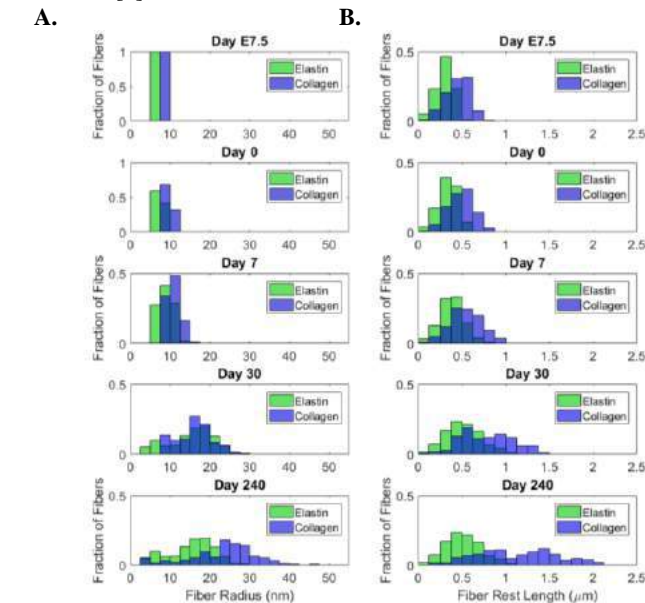 A. B.
Day E7.5 Day E7.5
Fraction of Fibers
1
0.5
0
0 10 20 30 40 50
Elastin
Collagen
0.5
0
0 0.5 1 1.5 2 2.5
Elastin
Collagen
Day 0 Day 0
1
0.5
0
0 10 20 30 40 50
Elastin
Collagen
0.5
0
0 0.5 1 1.5 2 2.5
Elastin
Collagen
Day 7 Day 7
Fraction of Fibers
0.5
0
0 10 20 30 40 50
Elastin
Collagen
Fraction of Fibers
0.5
0
0 0.5 1 1.5 2 2.5
Elastin
Collagen
Day 30 Day 30
0.5
0
0 10 20 30 40 50
Elastin
Collagen
0.5
0
0 0.5 1 1.5 2 2.5
Elastin
Collagen
Day 240 Day 240
Fraction of Fibers
0.5
0
0 10 20 30 40 50
Elastin
Collagen
Fraction of Fibers
0.5
0
0 0.5 1 1.5 2 2.5
Elastin
Collagen
Fiber Radius (nm) Fiber Rest Length (μm)